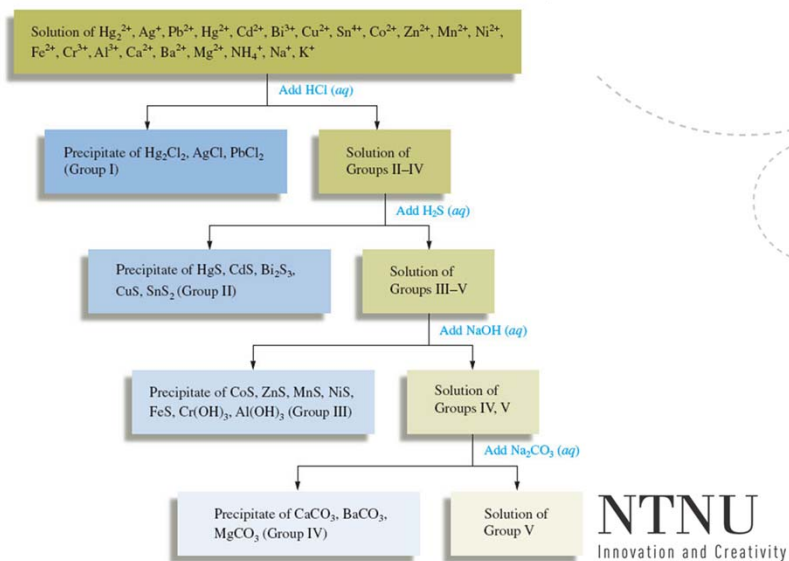 Solution of Hg₂²⁺, Ag⁺, Pb²⁺, Hg²⁺, Cd²⁺, Bi³⁺, Cu²⁺, Sn⁴⁺, Co²⁺, Zn²⁺, Mn²⁺, Ni²⁺,
Fe²⁺, Cr³⁺, Al³⁺, Ca²⁺, Ba²⁺, Mg²⁺, NH₄⁺, Na⁺, K⁺
Add HCl (aq)
Precipitate of Hg₂Cl₂, AgCl, PbCl₂
(Group I)
Solution of
Groups II–IV
Add H₂S (aq)
Precipitate of HgS, CdS, Bi₂S₃,
CuS, SnS₂ (Group II)
Solution of
Groups III–V
Add NaOH (aq)
Precipitate of CoS, ZnS, MnS, NiS,
FeS, Cr(OH)₃, Al(OH)₃ (Group III)
Solution of
Groups IV, V
Add Na₂CO₃ (aq)
Precipitate of CaCO₃, BaCO₃,
MgCO₃ (Group IV)
Solution of
Group V
NTNU
Innovation and Creativity